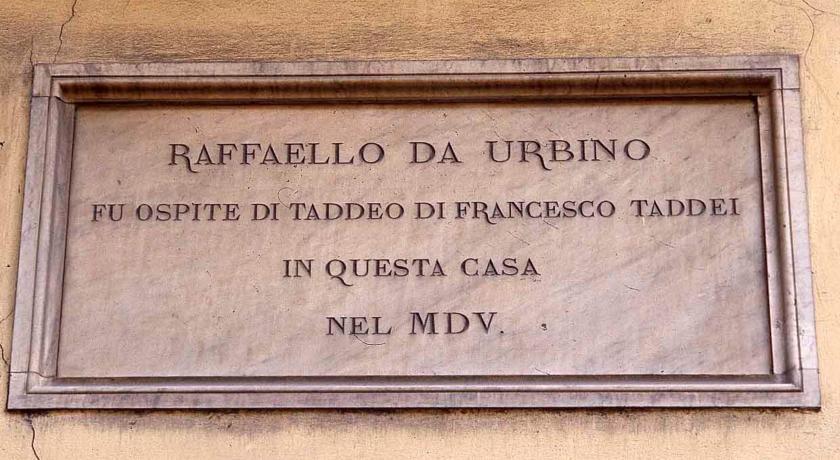 RAFFAELLO DA URBINO
FU OSPITE DI TADDEO DI FRANCESCO TADDEI
IN QUESTA CASA
NEL MDV.